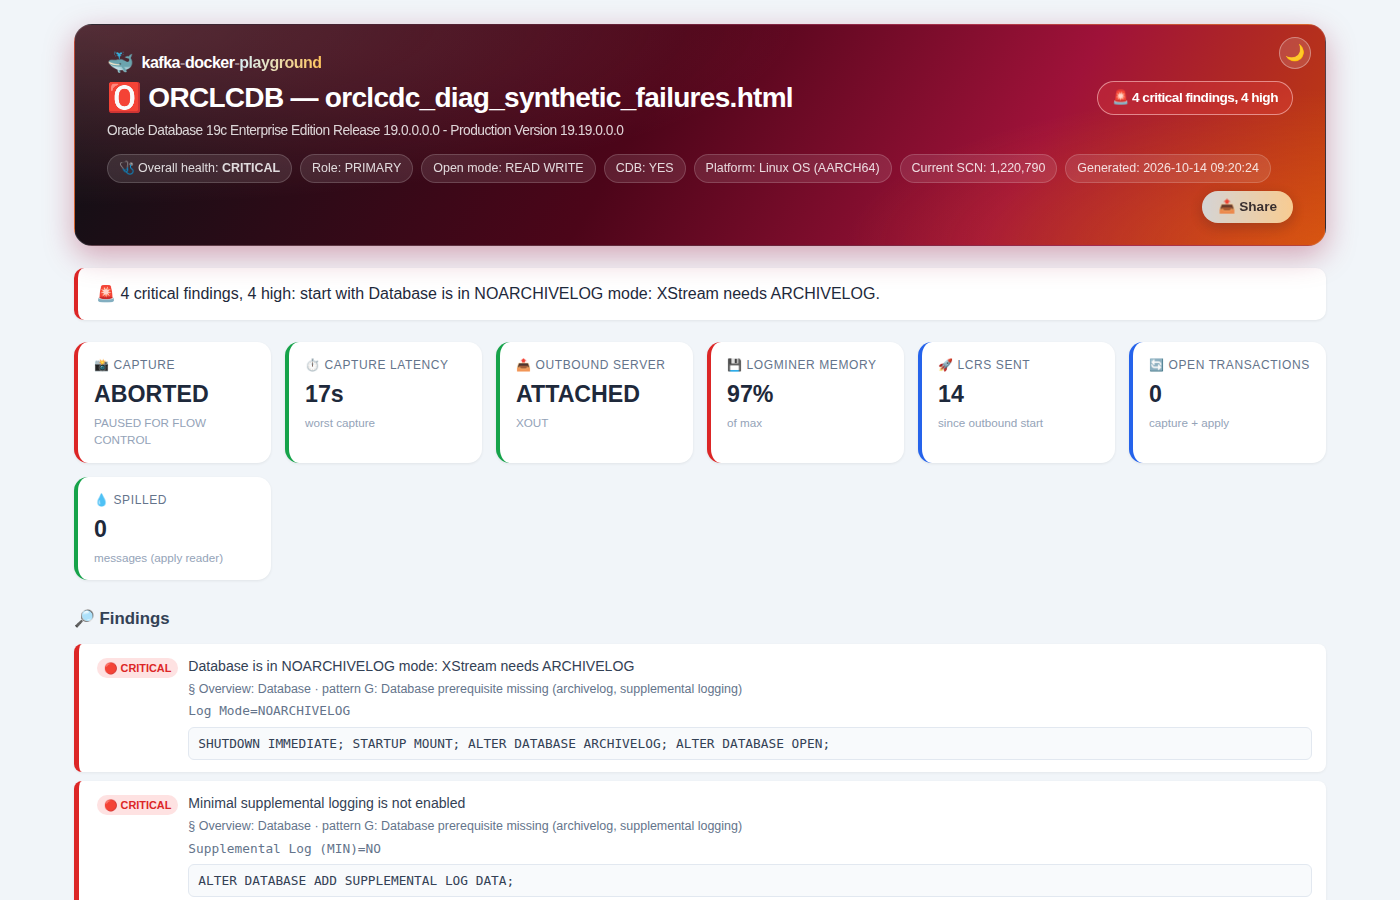 kafka-docker-playground
🅾️ ORCLCDB — orclcdc_diag_synthetic_failures.html
🚨 4 critical findings, 4 high
Oracle Database 19c Enterprise Edition Release 19.0.0.0.0 - Production Version 19.19.0.0.0
🩺 Overall health: CRITICAL
Role: PRIMARY
Open mode: READ WRITE
CDB: YES
Platform: Linux OS (AARCH64)
Current SCN: 1,220,790
Generated: 2026-10-14 09:20:24
📤 Share
🚨 4 critical findings, 4 high: start with Database is in NOARCHIVELOG mode: XStream needs ARCHIVELOG.
📸 CAPTURE
ABORTED
PAUSED FOR FLOW
CONTROL
⏱️ CAPTURE LATENCY
17s
worst capture
📤 OUTBOUND SERVER
ATTACHED
XOUT
💾 LOGMINER MEMORY
97%
of max
🚀 LCRS SENT
14
since outbound start
🔄 OPEN TRANSACTIONS
0
capture + apply
💧 SPILLED
0
messages (apply reader)
🔎 Findings
🔴 CRITICAL
Database is in NOARCHIVELOG mode: XStream needs ARCHIVELOG
§ Overview: Database · pattern G: Database prerequisite missing (archivelog, supplemental logging)
Log Mode=NOARCHIVELOG
SHUTDOWN IMMEDIATE; STARTUP MOUNT; ALTER DATABASE ARCHIVELOG; ALTER DATABASE OPEN;
🔴 CRITICAL
Minimal supplemental logging is not enabled
§ Overview: Database · pattern G: Database prerequisite missing (archivelog, supplemental logging)
Supplemental Log (MIN)=NO
ALTER DATABASE ADD SUPPLEMENTAL LOG DATA;